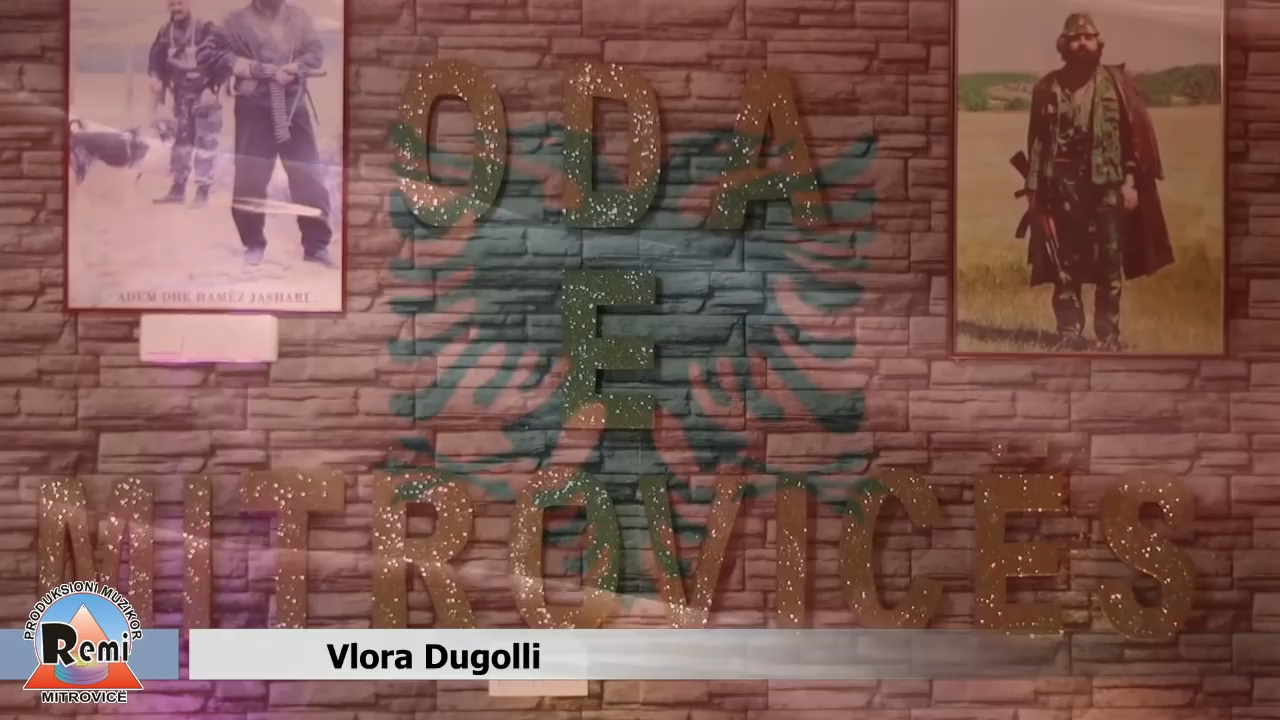 ODA
E
MITROVICËS
ADEM DHE HAMËZ JASHARI
PRODUKSIONI MUZIKOR
Remi
MITROVICË
Vlora Dugolli